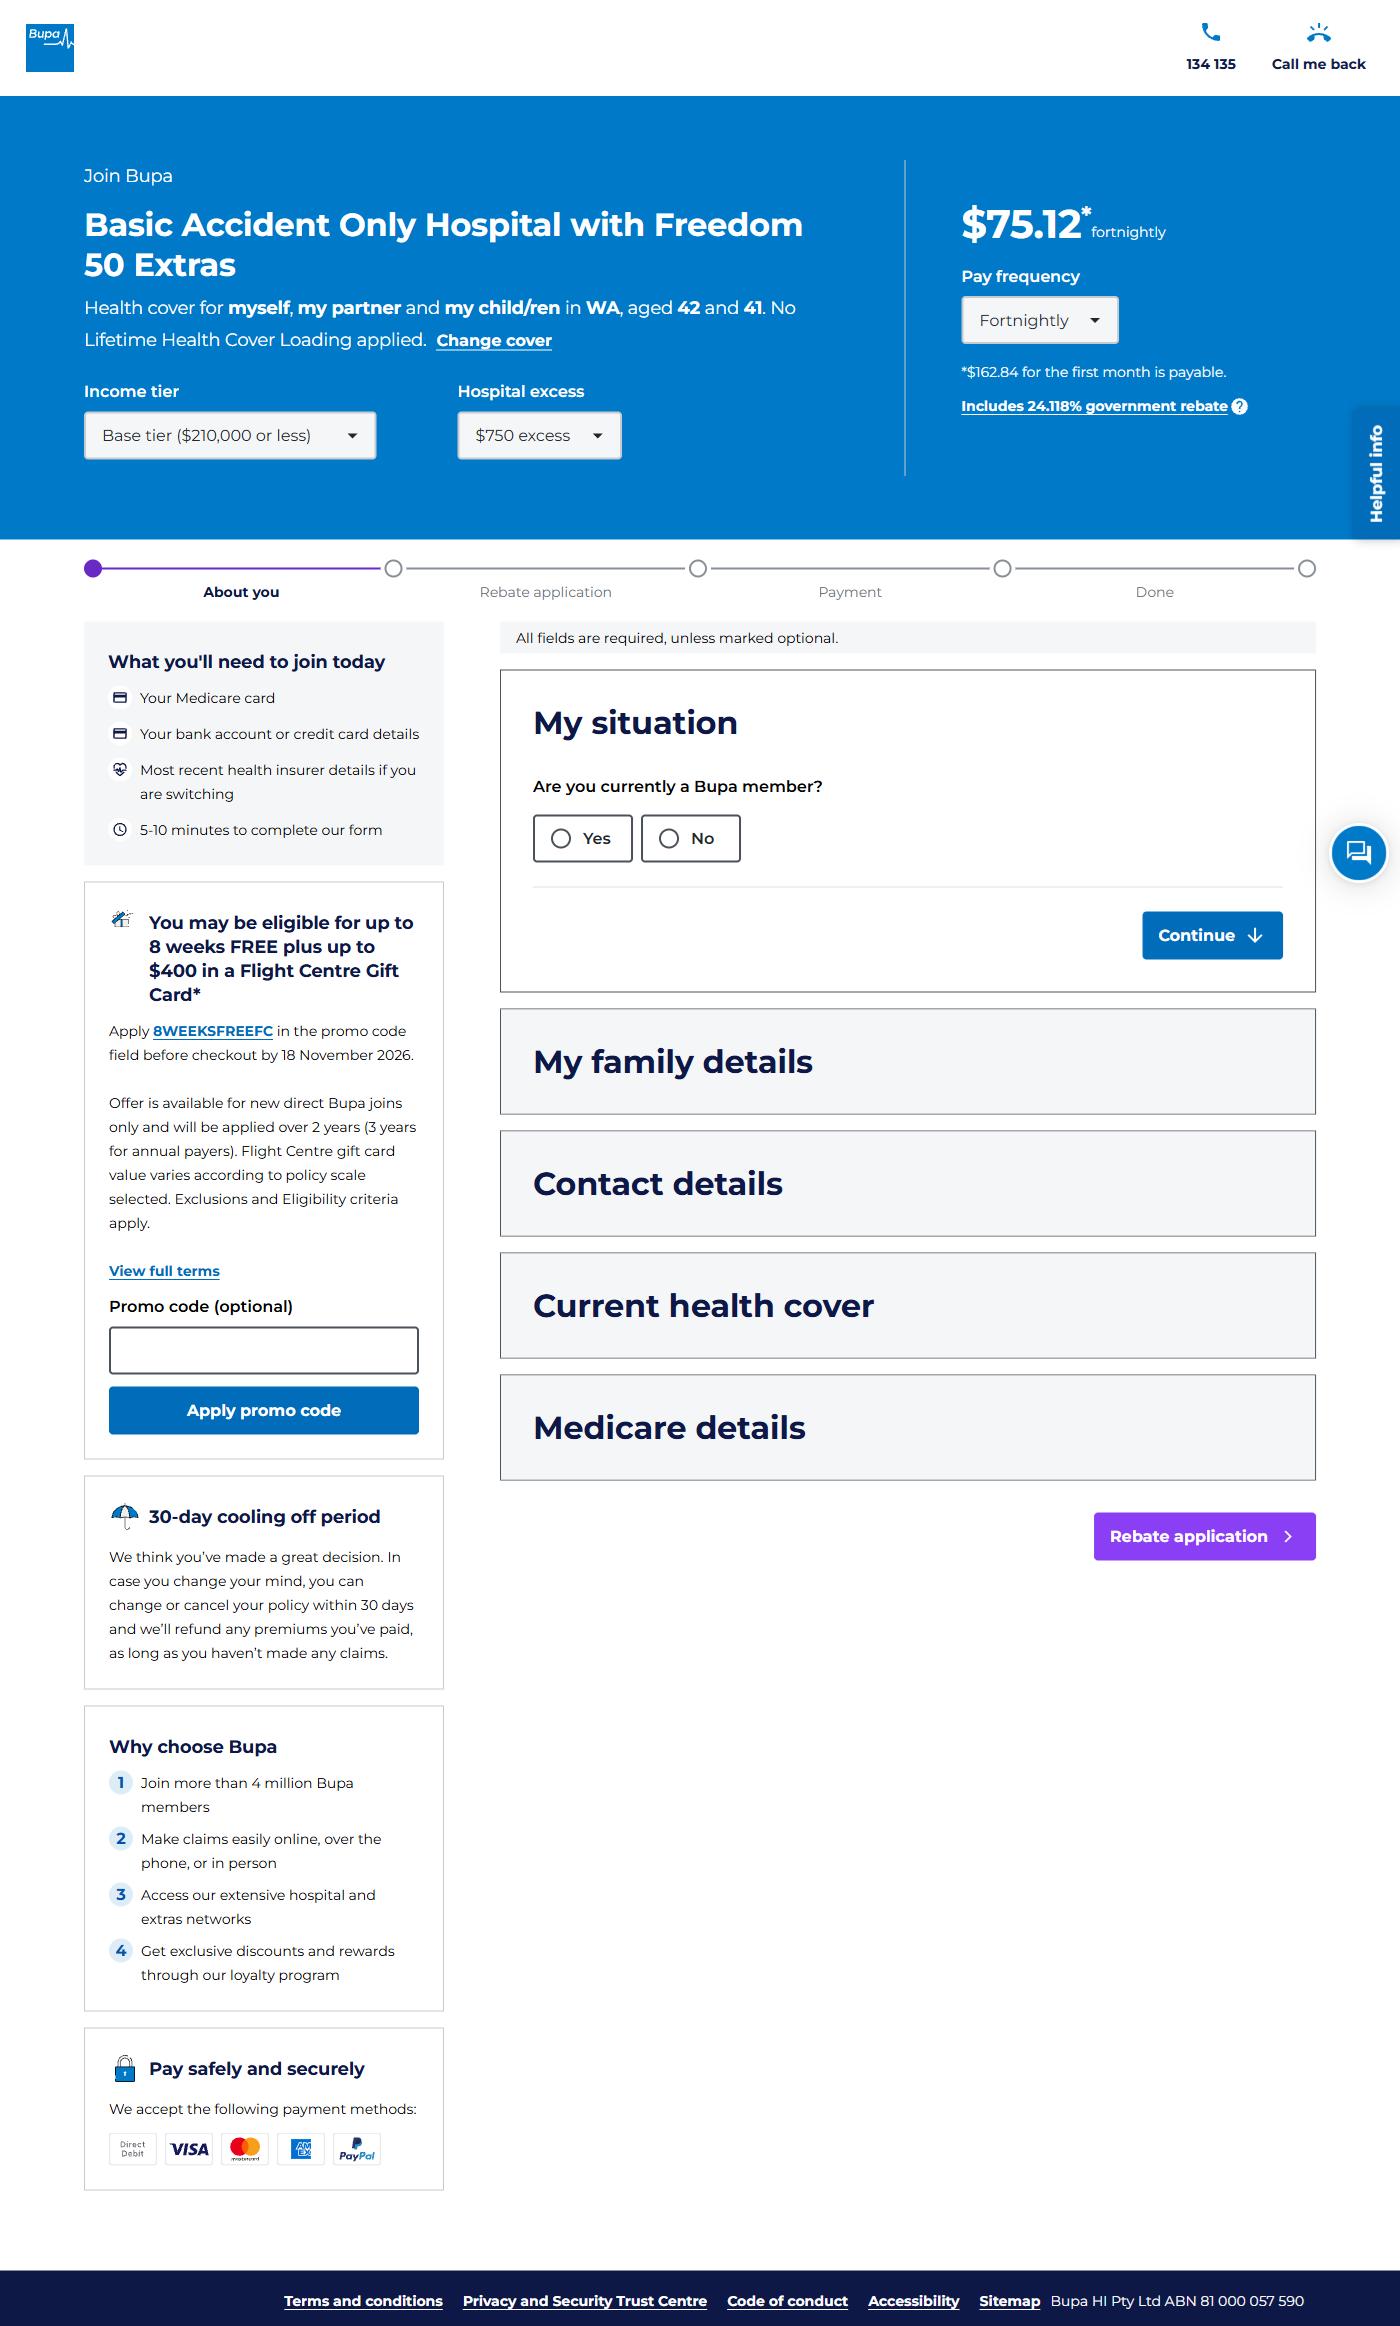 Bupa
134 135
Call me back
Join Bupa
Basic Accident Only Hospital with Freedom
50 Extras
Health cover for myself, my partner and my child/ren in WA, aged 42 and 41. No
Lifetime Health Cover Loading applied. Change cover
Income tier
Base tier ($210,000 or less)
Hospital excess
$750 excess
$75.12* fortnightly
Pay frequency
Fortnightly
*$162.84 for the first month is payable.
Includes 24.118% government rebate ?
Helpful info
About you
Rebate application
Payment
Done
What you'll need to join today
Your Medicare card
Your bank account or credit card details
Most recent health insurer details if you
are switching
5-10 minutes to complete our form
You may be eligible for up to
8 weeks FREE plus up to
$400 in a Flight Centre Gift
Card*
Apply 8WEEKSFREEFC in the promo code
field before checkout by 18 November 2026.
Offer is available for new direct Bupa joins
only and will be applied over 2 years (3 years
for annual payers). Flight Centre gift card
value varies according to policy scale
selected. Exclusions and Eligibility criteria
apply.
View full terms
Promo code (optional)
Apply promo code
30-day cooling off period
We think you’ve made a great decision. In
case you change your mind, you can
change or cancel your policy within 30 days
and we’ll refund any premiums you’ve paid,
as long as you haven’t made any claims.
Why choose Bupa
1 Join more than 4 million Bupa
members
2 Make claims easily online, over the
phone, or in person
3 Access our extensive hospital and
extras networks
4 Get exclusive discounts and rewards
through our loyalty program
Pay safely and securely
We accept the following payment methods:
Direct
Debit
VISA
mastercard
AM
EX
PayPal
All fields are required, unless marked optional.
My situation
Are you currently a Bupa member?
Yes
No
Continue
My family details
Contact details
Current health cover
Medicare details
Rebate application
Terms and conditions
Privacy and Security Trust Centre
Code of conduct
Accessibility
Sitemap
Bupa HI Pty Ltd ABN 81 000 057 590